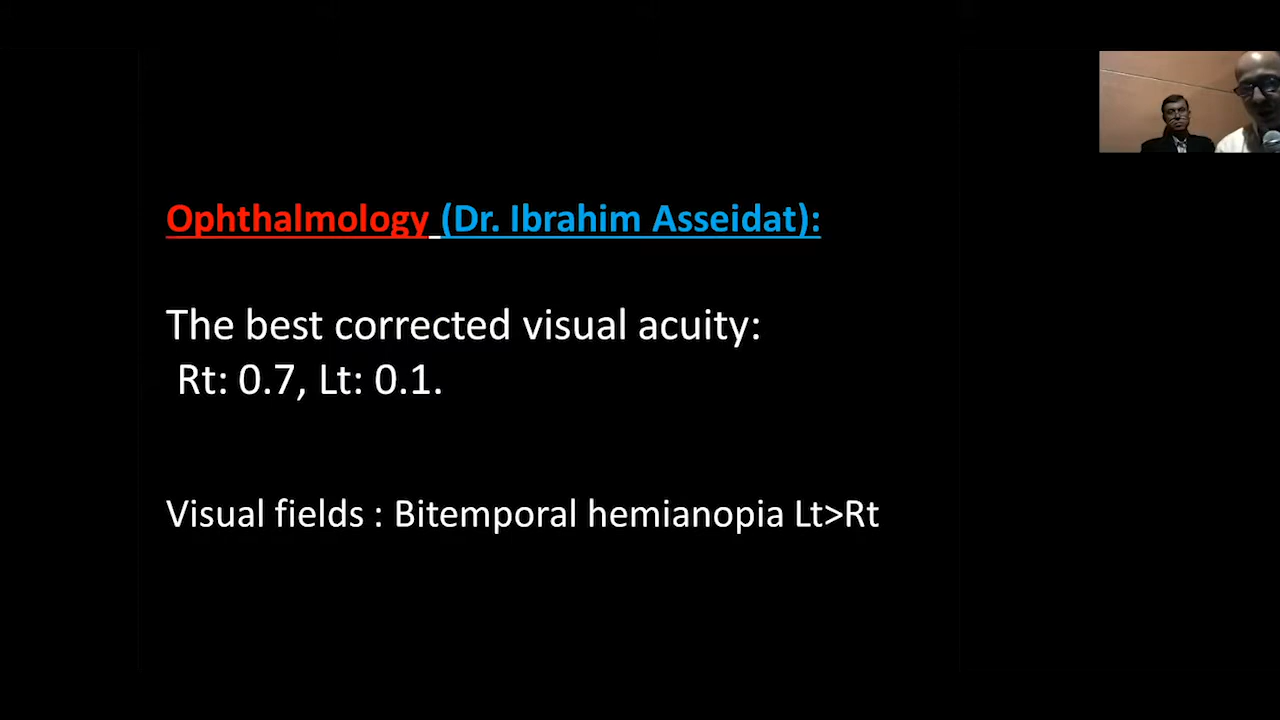 Ophthalmology (Dr. Ibrahim Asseidat):
The best corrected visual acuity:
Rt: 0.7, Lt: 0.1.
Visual fields : Bitemporal hemianopia Lt>Rt